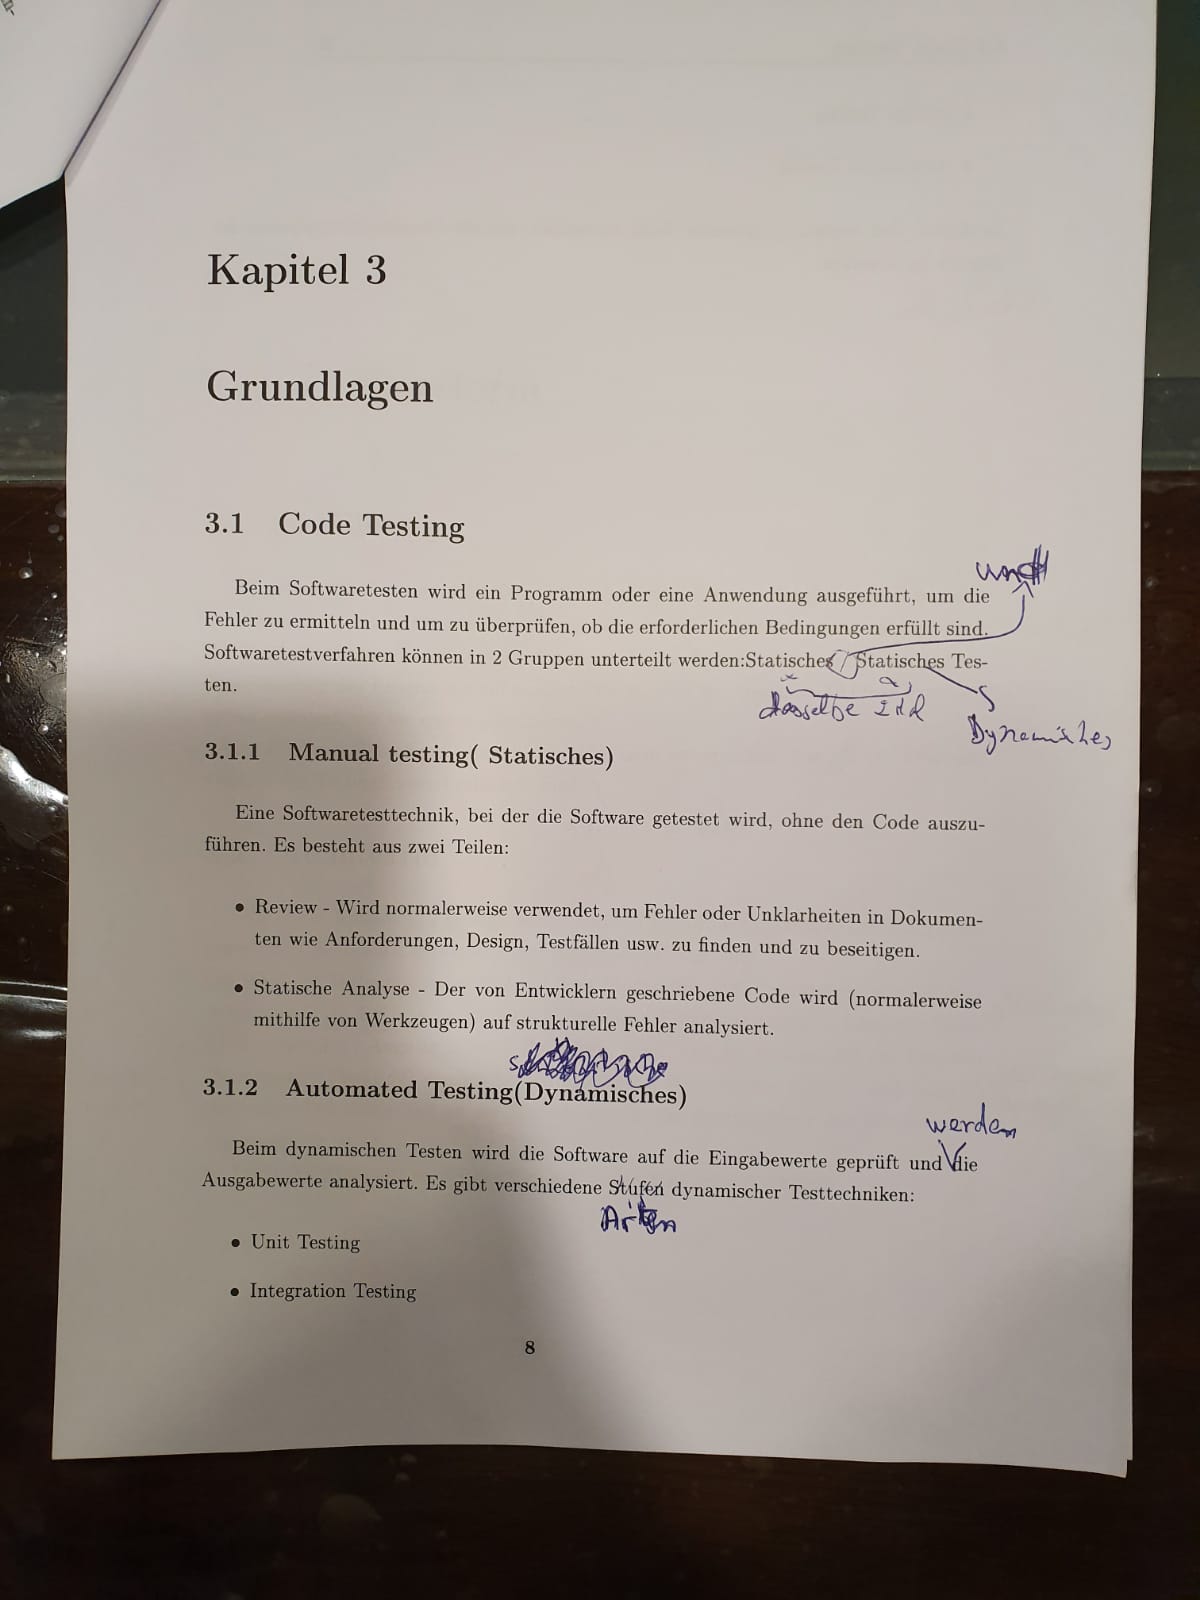 Kapitel 3
Grundlagen
3.1 Code Testing
und
Beim Softwaretesten wird ein Programm oder eine Anwendung ausgeführt, um die
Fehler zu ermitteln und um zu überprüfen, ob die erforderlichen Bedingungen erfüllt sind.
Softwaretestverfahren können in 2 Gruppen unterteilt werden:Statisches/Statisches Tes-
ten.
dasselbe
Dynamisches
3.1.1 Manual testing( Statisches)
Eine Softwaretesttechnik, bei der die Software getestet wird, ohne den Code auszu-
führen. Es besteht aus zwei Teilen:
• Review - Wird normalerweise verwendet, um Fehler oder Unklarheiten in Dokumen-
ten wie Anforderungen, Design, Testfällen usw. zu finden und zu beseitigen.
• Statische Analyse - Der von Entwicklern geschriebene Code wird (normalerweise
mithilfe von Werkzeugen) auf strukturelle Fehler analysiert.
3.1.2 Automated Testing(Dynamisches)
werden
Beim dynamischen Testen wird die Software auf die Eingabewerte geprüft und die
Ausgabewerte analysiert. Es gibt verschiedene Stufen dynamischer Testtechniken:
Arten
• Unit Testing
• Integration Testing
8